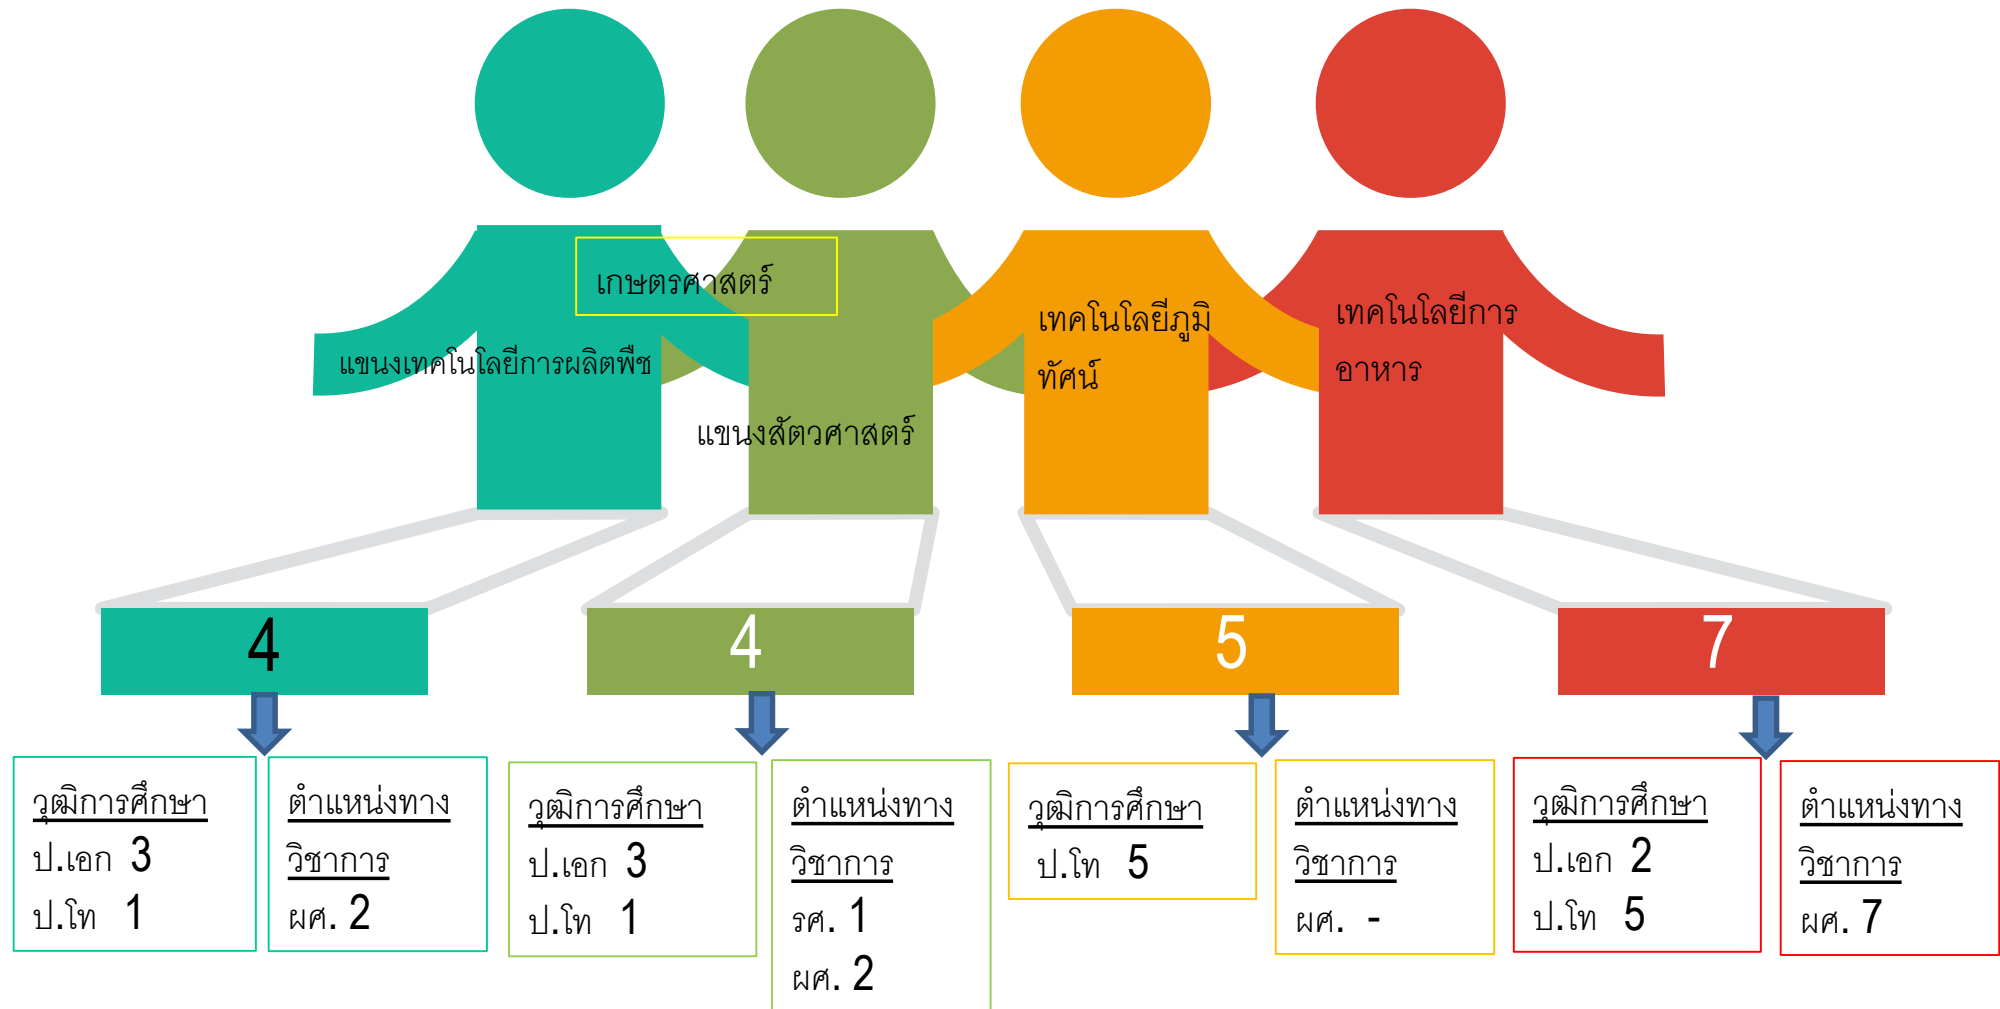 เกษตรศาสตร์
แขนงเทคโนโลยีการผลิตพืช
แขนงสัตวศาสตร์
เทคโนโลยีภูมิ
ทัศน์
เทคโนโลยีการ
อาหาร
4
4
5
7
วุฒิการศึกษา
ป.เอก 3
ป.โท 1
ตำแหน่งทาง
วิชาการ
ผศ. 2
วุฒิการศึกษา
ป.เอก 3
ป.โท 1
ตำแหน่งทาง
วิชาการ
รศ. 1
ผศ. 2
วุฒิการศึกษา
ป.โท 5
ตำแหน่งทาง
วิชาการ
ผศ. -
วุฒิการศึกษา
ป.เอก 2
ป.โท 5
ตำแหน่งทาง
วิชาการ
ผศ. 7